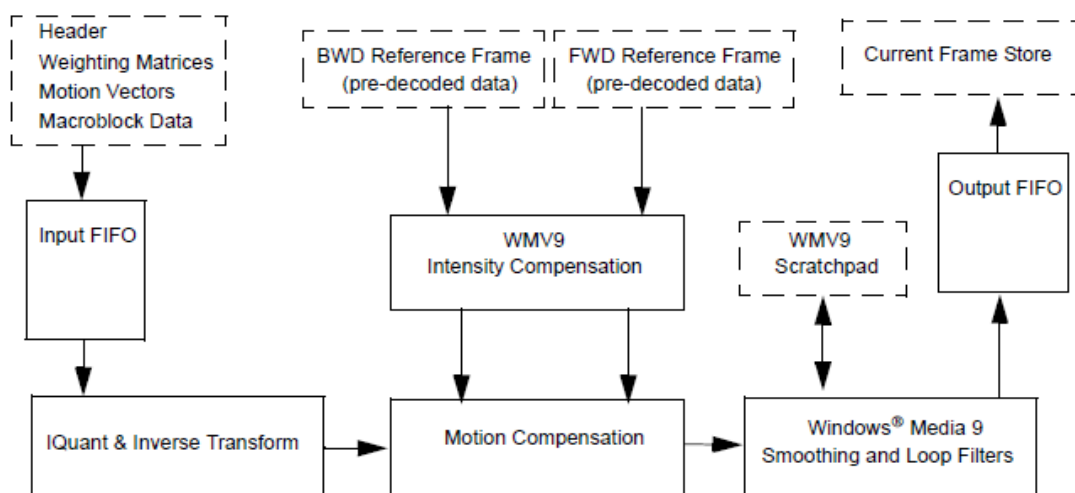 Header
Weighting Matrices
Motion Vectors
Macroblock Data
BWD Reference Frame
(pre-decoded data)
FWD Reference Frame
(pre-decoded data)
Current Frame Store
Input FIFO
WMV9
Intensity Compensation
WMV9
Scratchpad
Output FIFO
IQuant & Inverse Transform
Motion Compensation
Windows® Media 9
Smoothing and Loop Filters